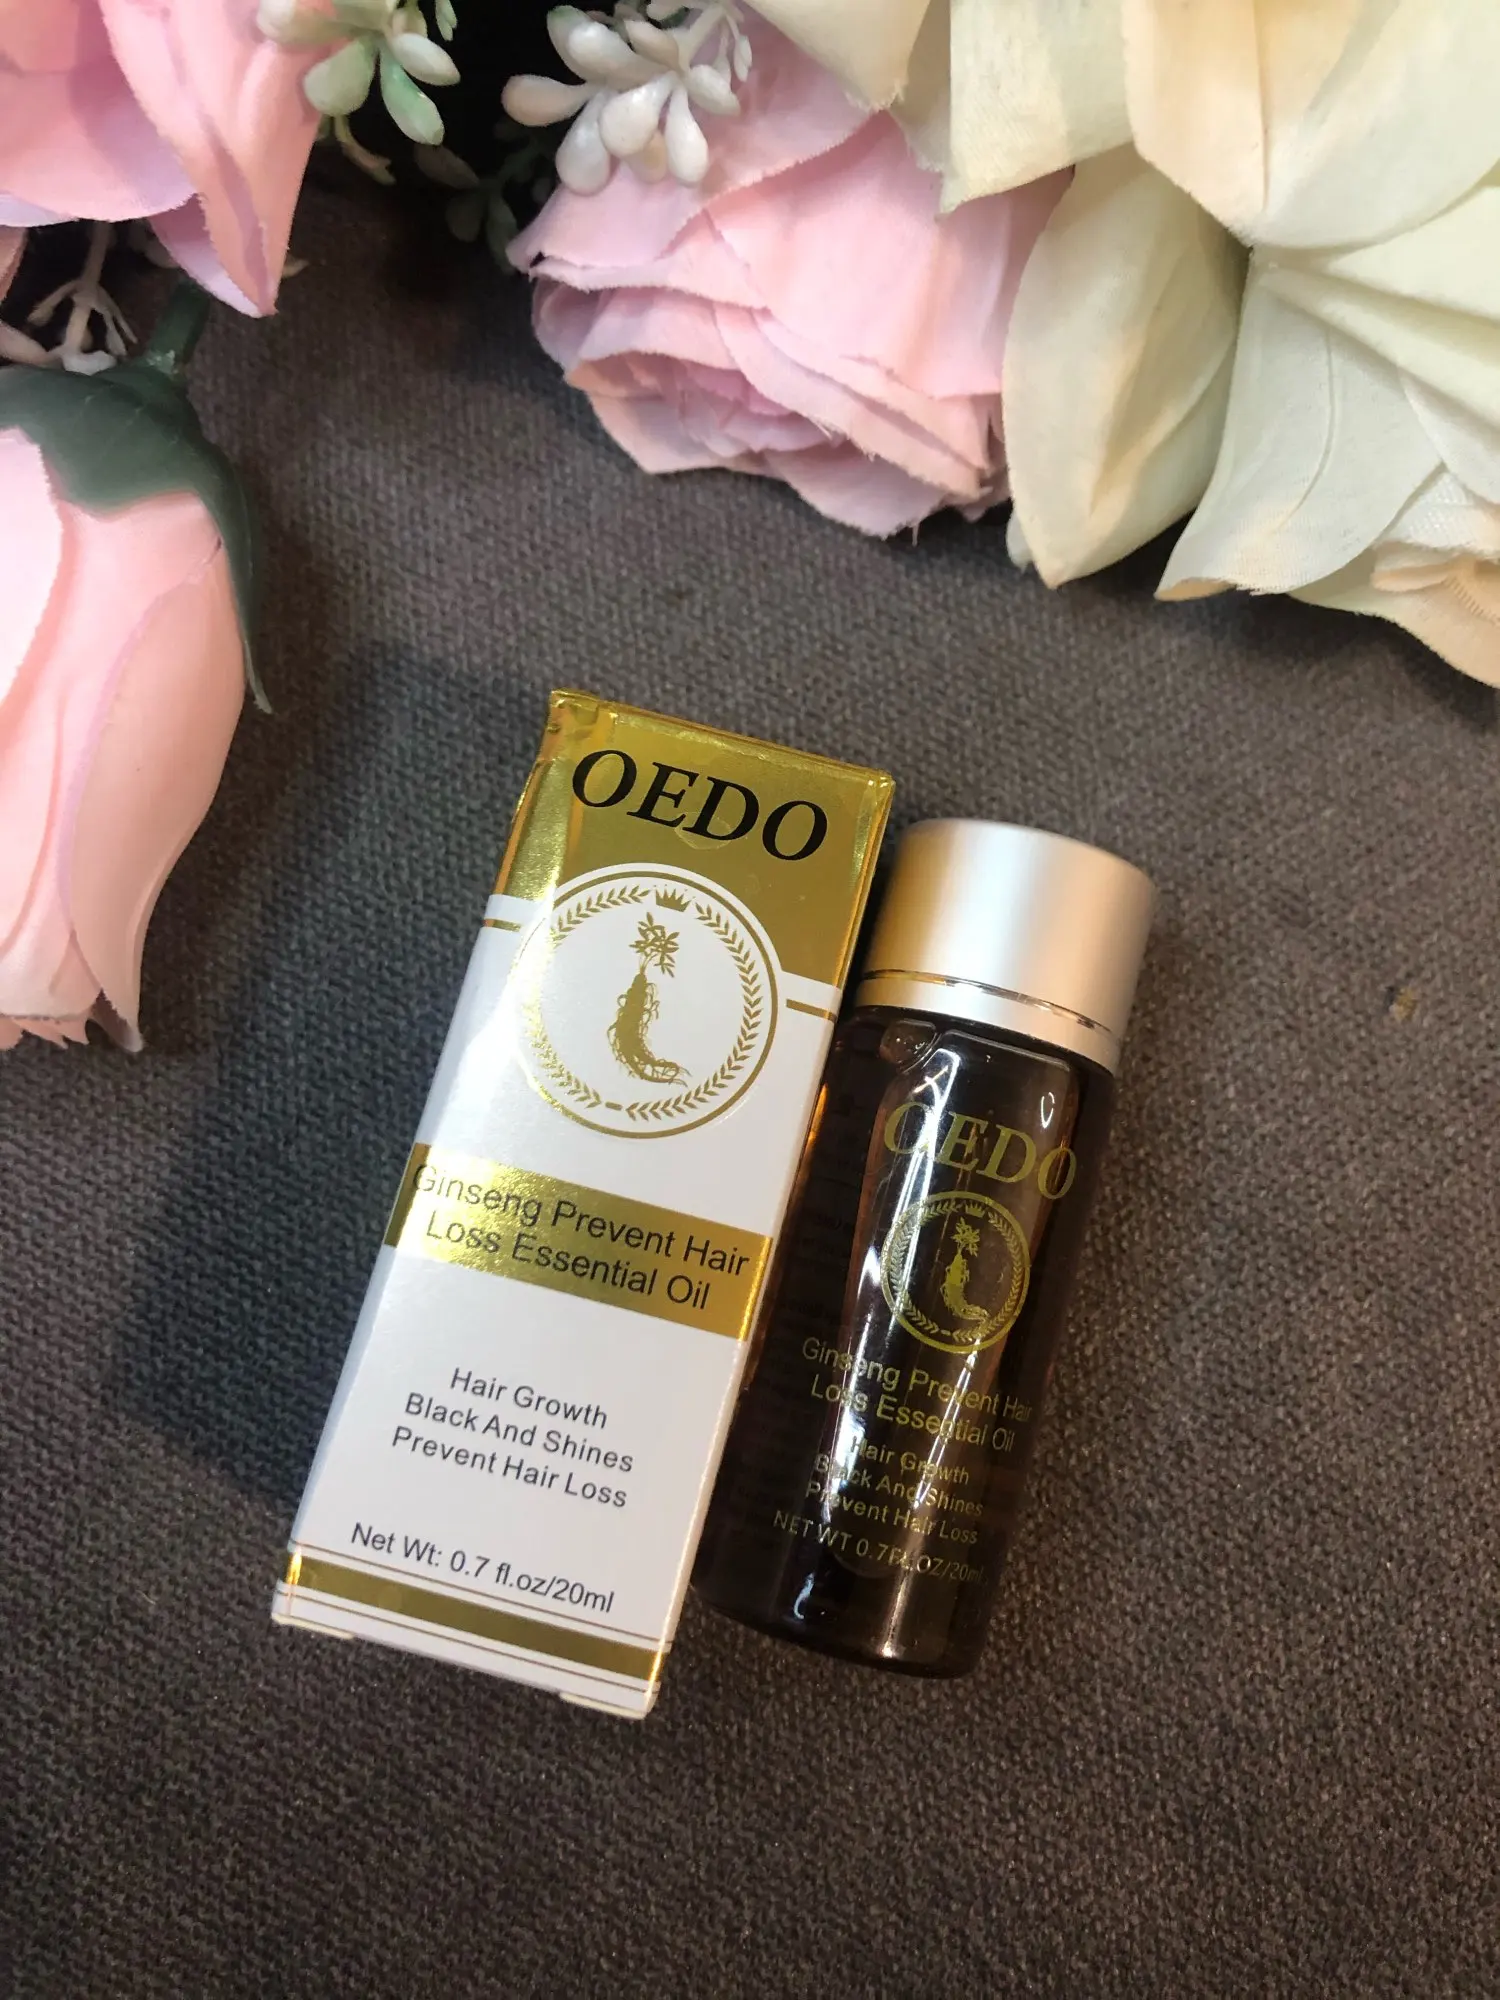 OEDO
Ginseng Prevent Hair
Loss Essential Oil
Hair Growth
Black And Shines
Prevent Hair Loss
Net Wt: 0.7 fl.oz/20ml
OEDO
Ginseng Prevent Hair
Loss Essential Oil
Hair Growth
Black And Shines
Prevent Hair Loss
NET WT 0.7FL.OZ/20ml